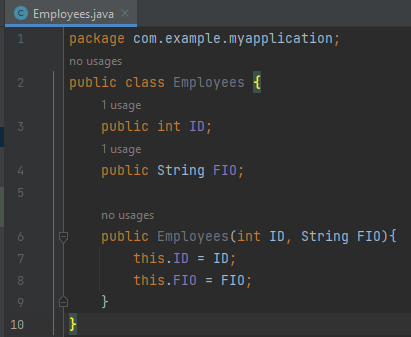 Employees.java
1 package com.example.myapplication;
no usages
2 public class Employees {
1 usage
3 public int ID;
1 usage
4 public String FIO;
5
no usages
6 public Employees(int ID, String FIO){
7 this.ID = ID;
8 this.FIO = FIO;
9 }
10 }